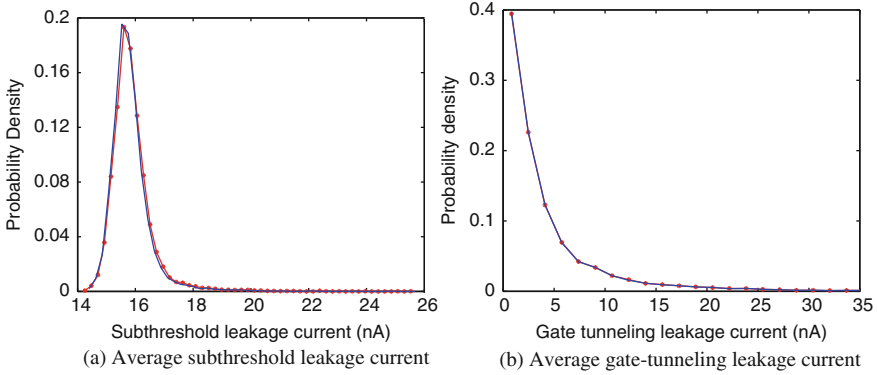 0.2
0.16
0.12
0.08
0.04
0
Probability Density
14 16 18 20 22 24 26
Subthreshold leakage current (nA)
(a) Average subthreshold leakage current
0.4
0.3
0.2
0.1
0
Probability density
0 5 10 15 20 25 30 35
Gate tunneling leakage current (nA)
(b) Average gate-tunneling leakage current